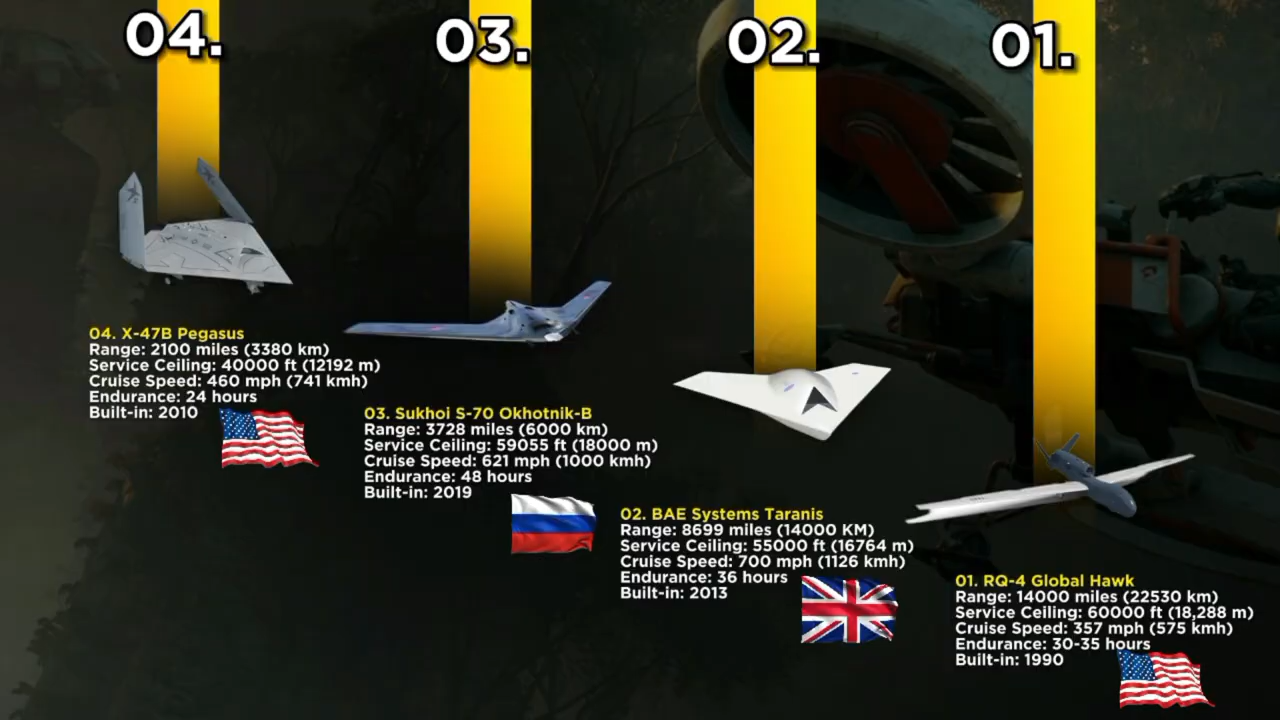 04.
03.
02.
01.
04. X-47B Pegasus
Range: 2100 miles (3380 km)
Service Ceiling: 40000 ft (12192 m)
Cruise Speed: 460 mph (741 kmh)
Endurance: 24 hours
Built-in: 2010
03. Sukhoi S-70 Okhotnik-B
Range: 3728 miles (6000 km)
Service Ceiling: 59055 ft (18000 m)
Cruise Speed: 621 mph (1000 kmh)
Endurance: 48 hours
Built-in: 2019
02. BAE Systems Taranis
Range: 8699 miles (14000 KM)
Service Ceiling: 55000 ft (16764 m)
Cruise Speed: 700 mph (1126 kmh)
Endurance: 36 hours
Built-in: 2013
01. RQ-4 Global Hawk
Range: 14000 miles (22530 km)
Service Ceiling: 60000 ft (18,288 m)
Cruise Speed: 357 mph (575 kmh)
Endurance: 30-35 hours
Built-in: 1990